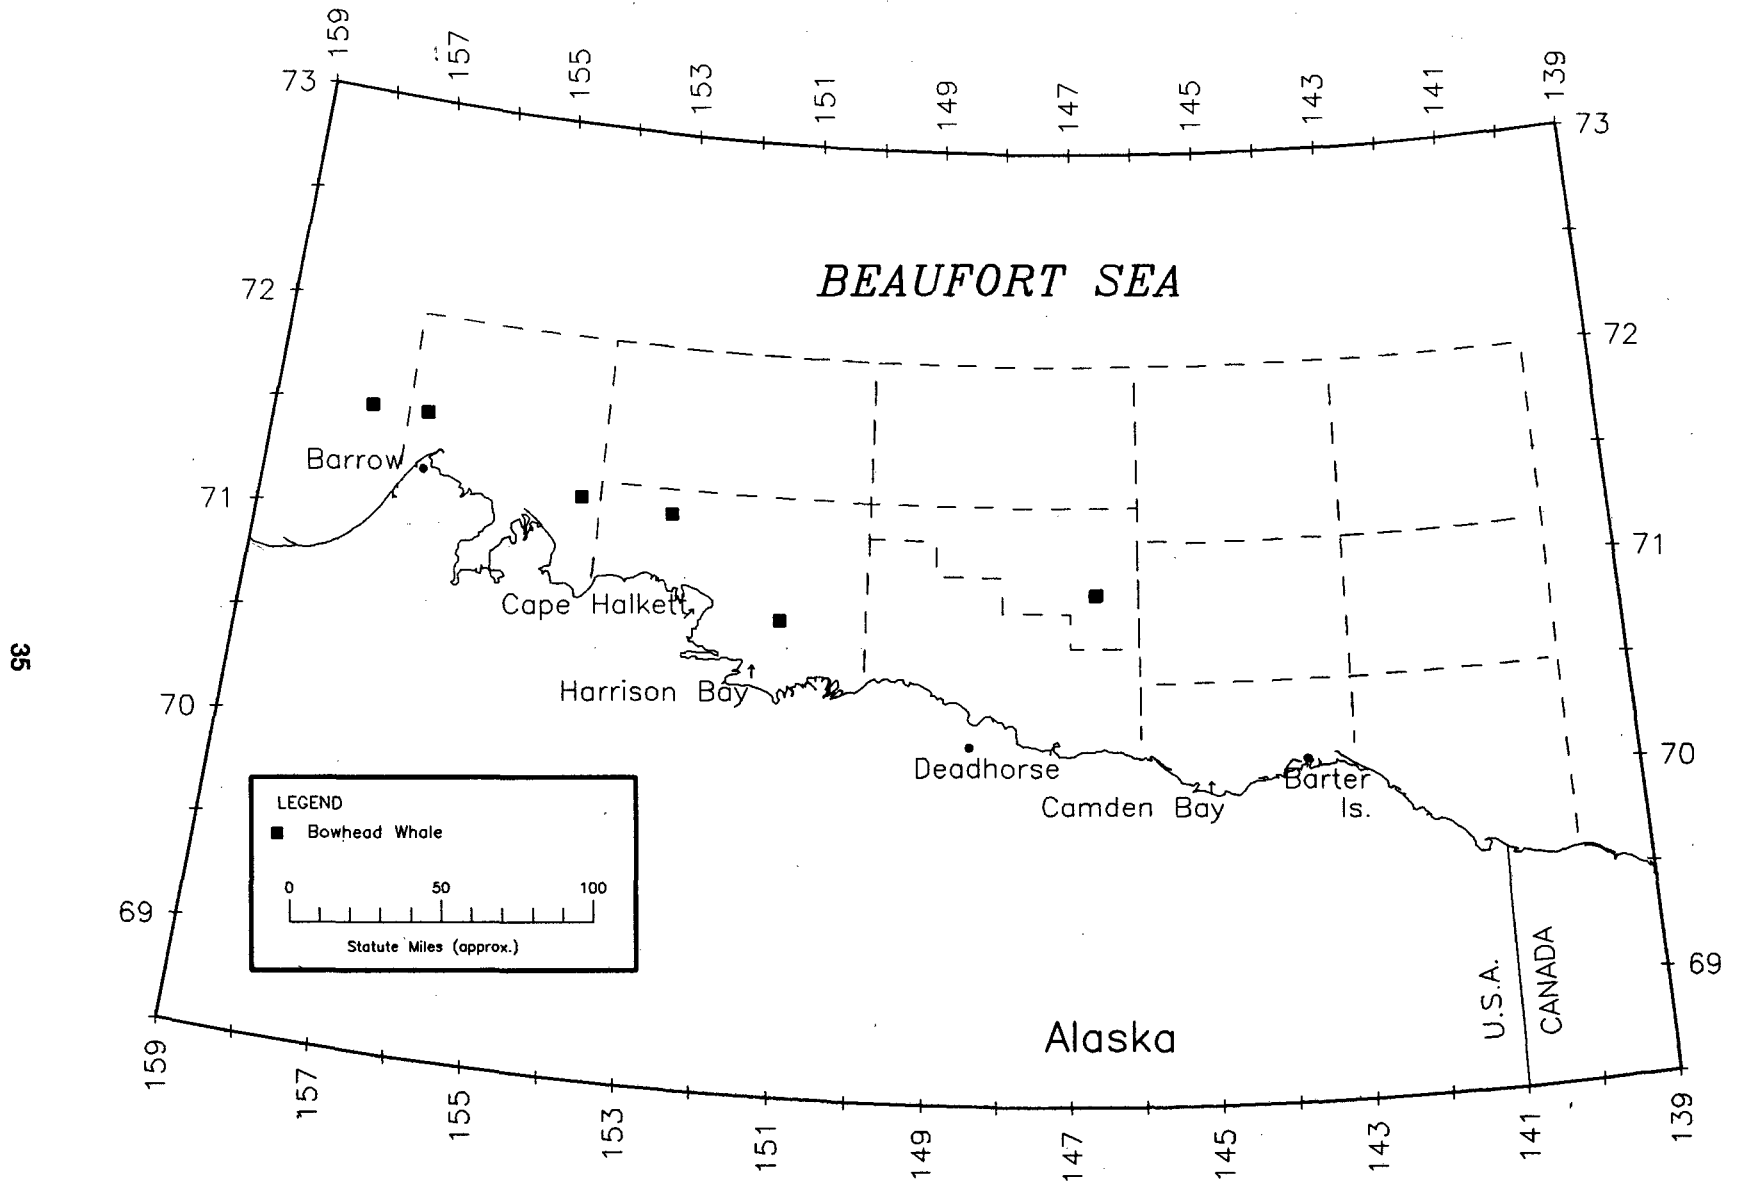 159
157
155
153
151
149
147
145
143
141
139
73
73
BEAUFORT SEA
72
72
Barrow
71
71
Cape Halkett
35
Harrison Bay
70
70
Deadhorse
Barter
Is.
Camden Bay
LEGEND
Bowhead Whale
0 50 100
Statute Miles (approx.)
69
69
U.S.A.
CANADA
Alaska
159
157
155
153
151
149
147
145
143
141
139